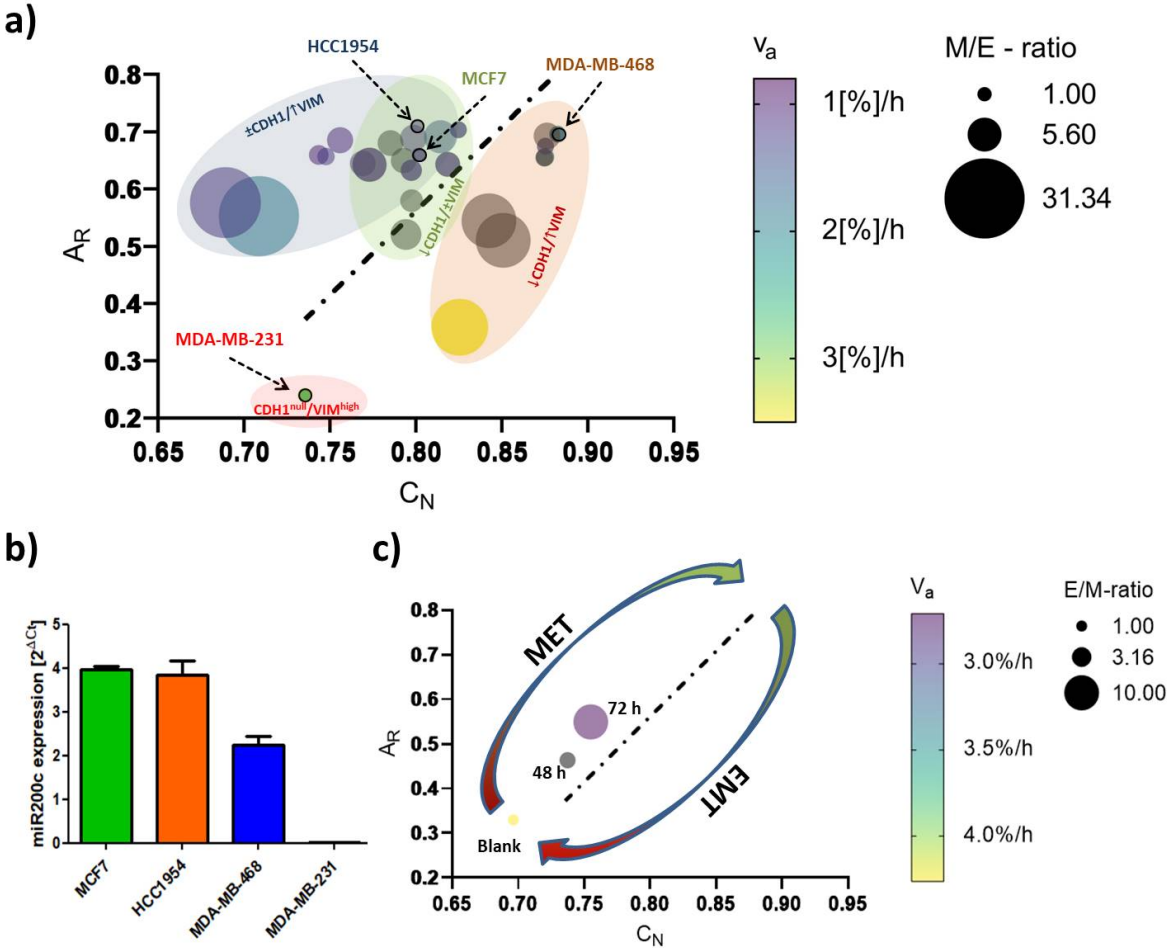 a)
HCC1954
MCF7
MDA-MB-468
±CDH1/↑VIM
↓CDH1/±VIM
↓CDH1/↑VIM
MDA-MB-231
CDH1null/VIMhigh
AR
0.8
0.7
0.6
0.5
0.4
0.3
0.2
0.65 0.70 0.75 0.80 0.85 0.90 0.95
CN
va
1[%]/h
2[%]/h
3[%]/h
M/E - ratio
1.00
5.60
31.34
b)
miR200c expression [2ΔCt]
5
4
3
2
1
0
MCF7
HCC1954
MDA-MB-468
MDA-MB-231
c)
MET
EMT
72 h
48 h
Blank
AR
0.8
0.7
0.6
0.5
0.4
0.3
0.2
0.65 0.70 0.75 0.80 0.85 0.90 0.95
CN
Va
3.0%/h
3.5%/h
4.0%/h
E/M-ratio
1.00
3.16
10.00